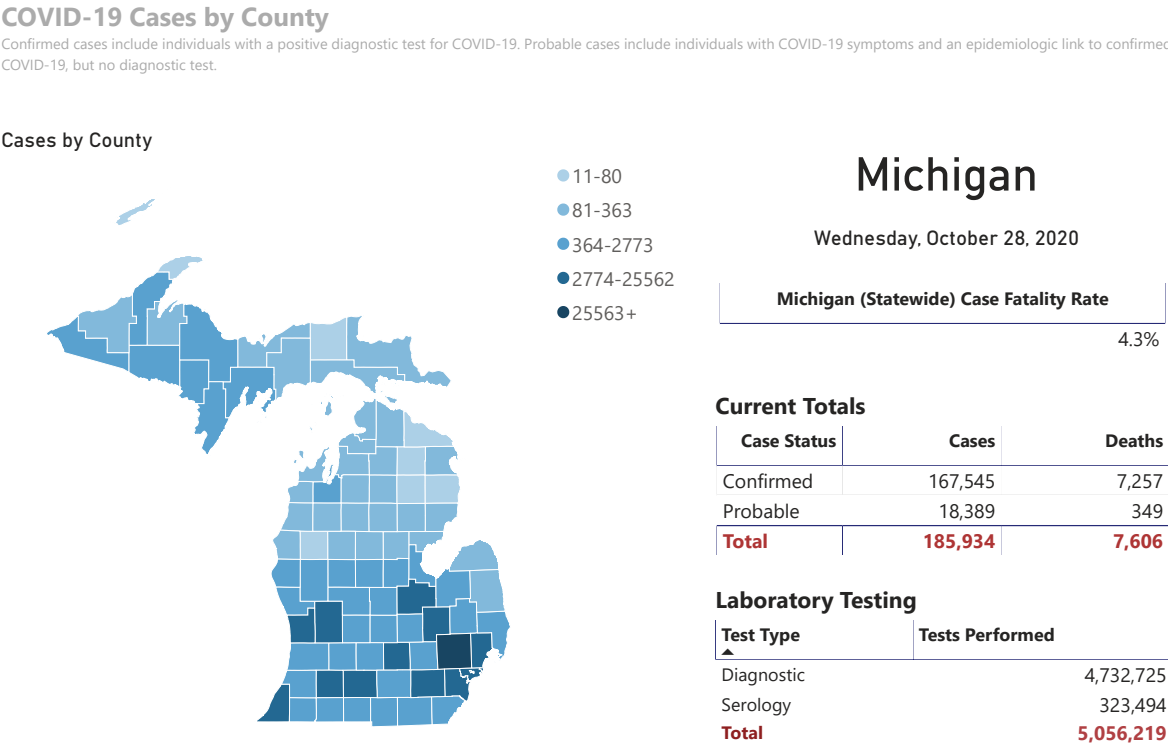 COVID-19 Cases by County
Confirmed cases include individuals with a positive diagnostic test for COVID-19. Probable cases include individuals with COVID-19 symptoms and an epidemiologic link to confirmed
COVID-19, but no diagnostic test.
Cases by County
11-80
81-363
364-2773
2774-25562
25563+
Michigan
Wednesday, October 28, 2020
Michigan (Statewide) Case Fatality Rate
4.3%
Current Totals
Case Status Cases Deaths
Confirmed 167,545 7,257
Probable 18,389 349
Total 185,934 7,606
Laboratory Testing
Test Type Tests Performed
Diagnostic 4,732,725
Serology 323,494
Total 5,056,219